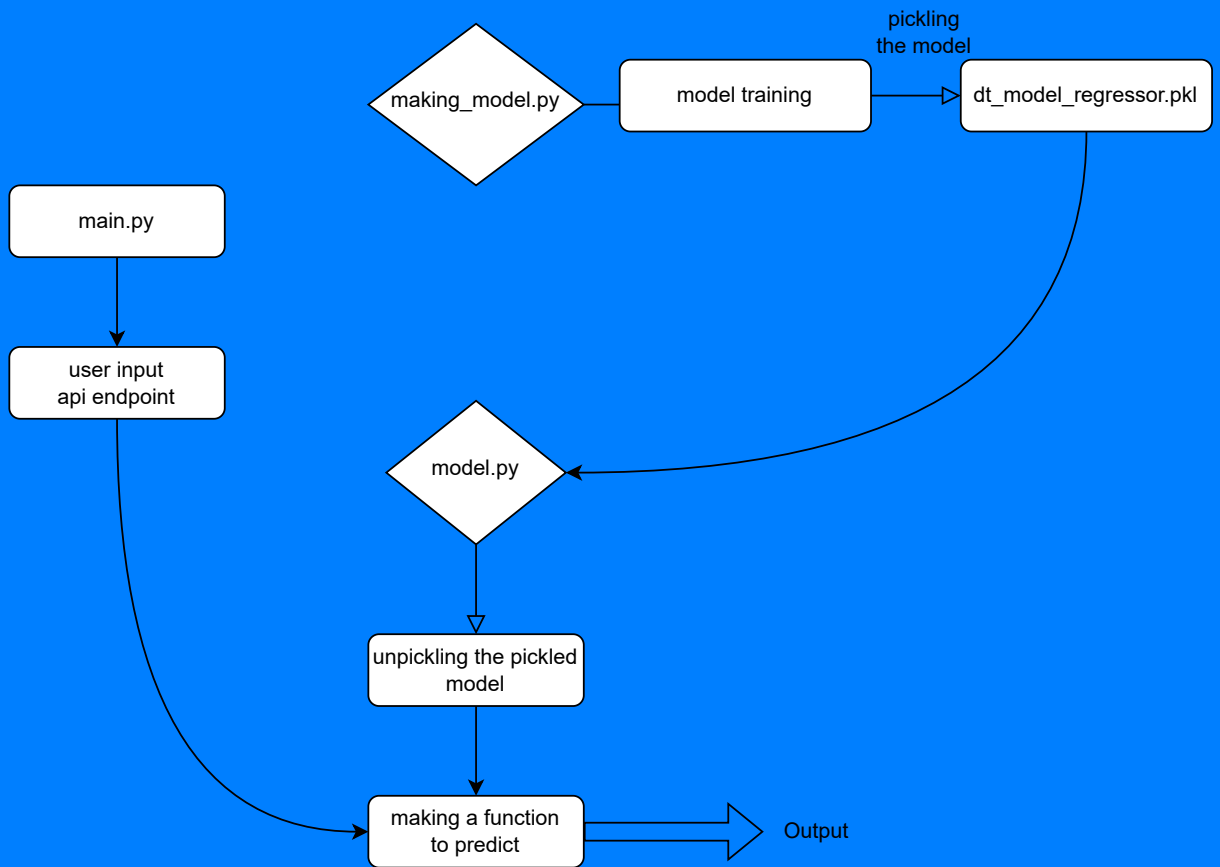 pickling
the model
making_model.py
model training
dt_model_regressor.pkl
main.py
user input
api endpoint
model.py
unpickling the pickled
model
making a function
to predict
Output